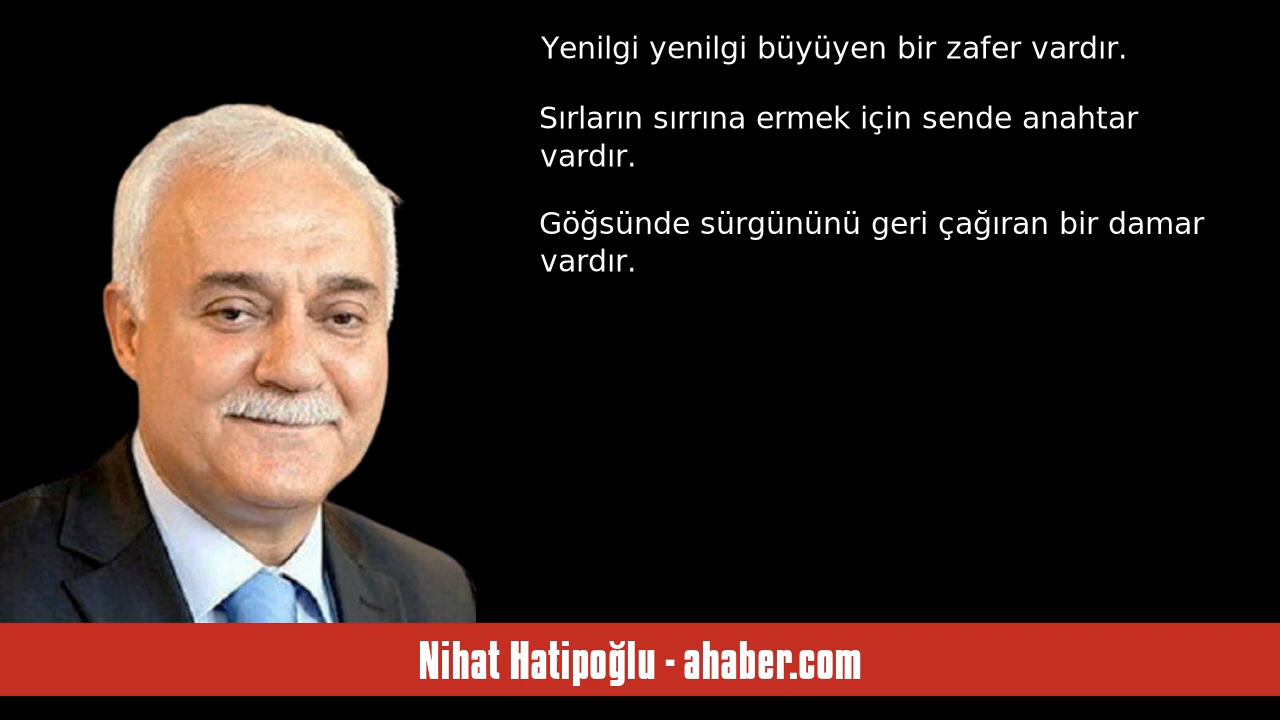 Yenilgi yenilgi büyüyen bir zafer vardır.
Sırların sırrına ermek için sende anahtar
vardır.
Göğsünde sürgününü geri çağıran bir damar
vardır.
Nihat Hatipoğlu - ahaber.com